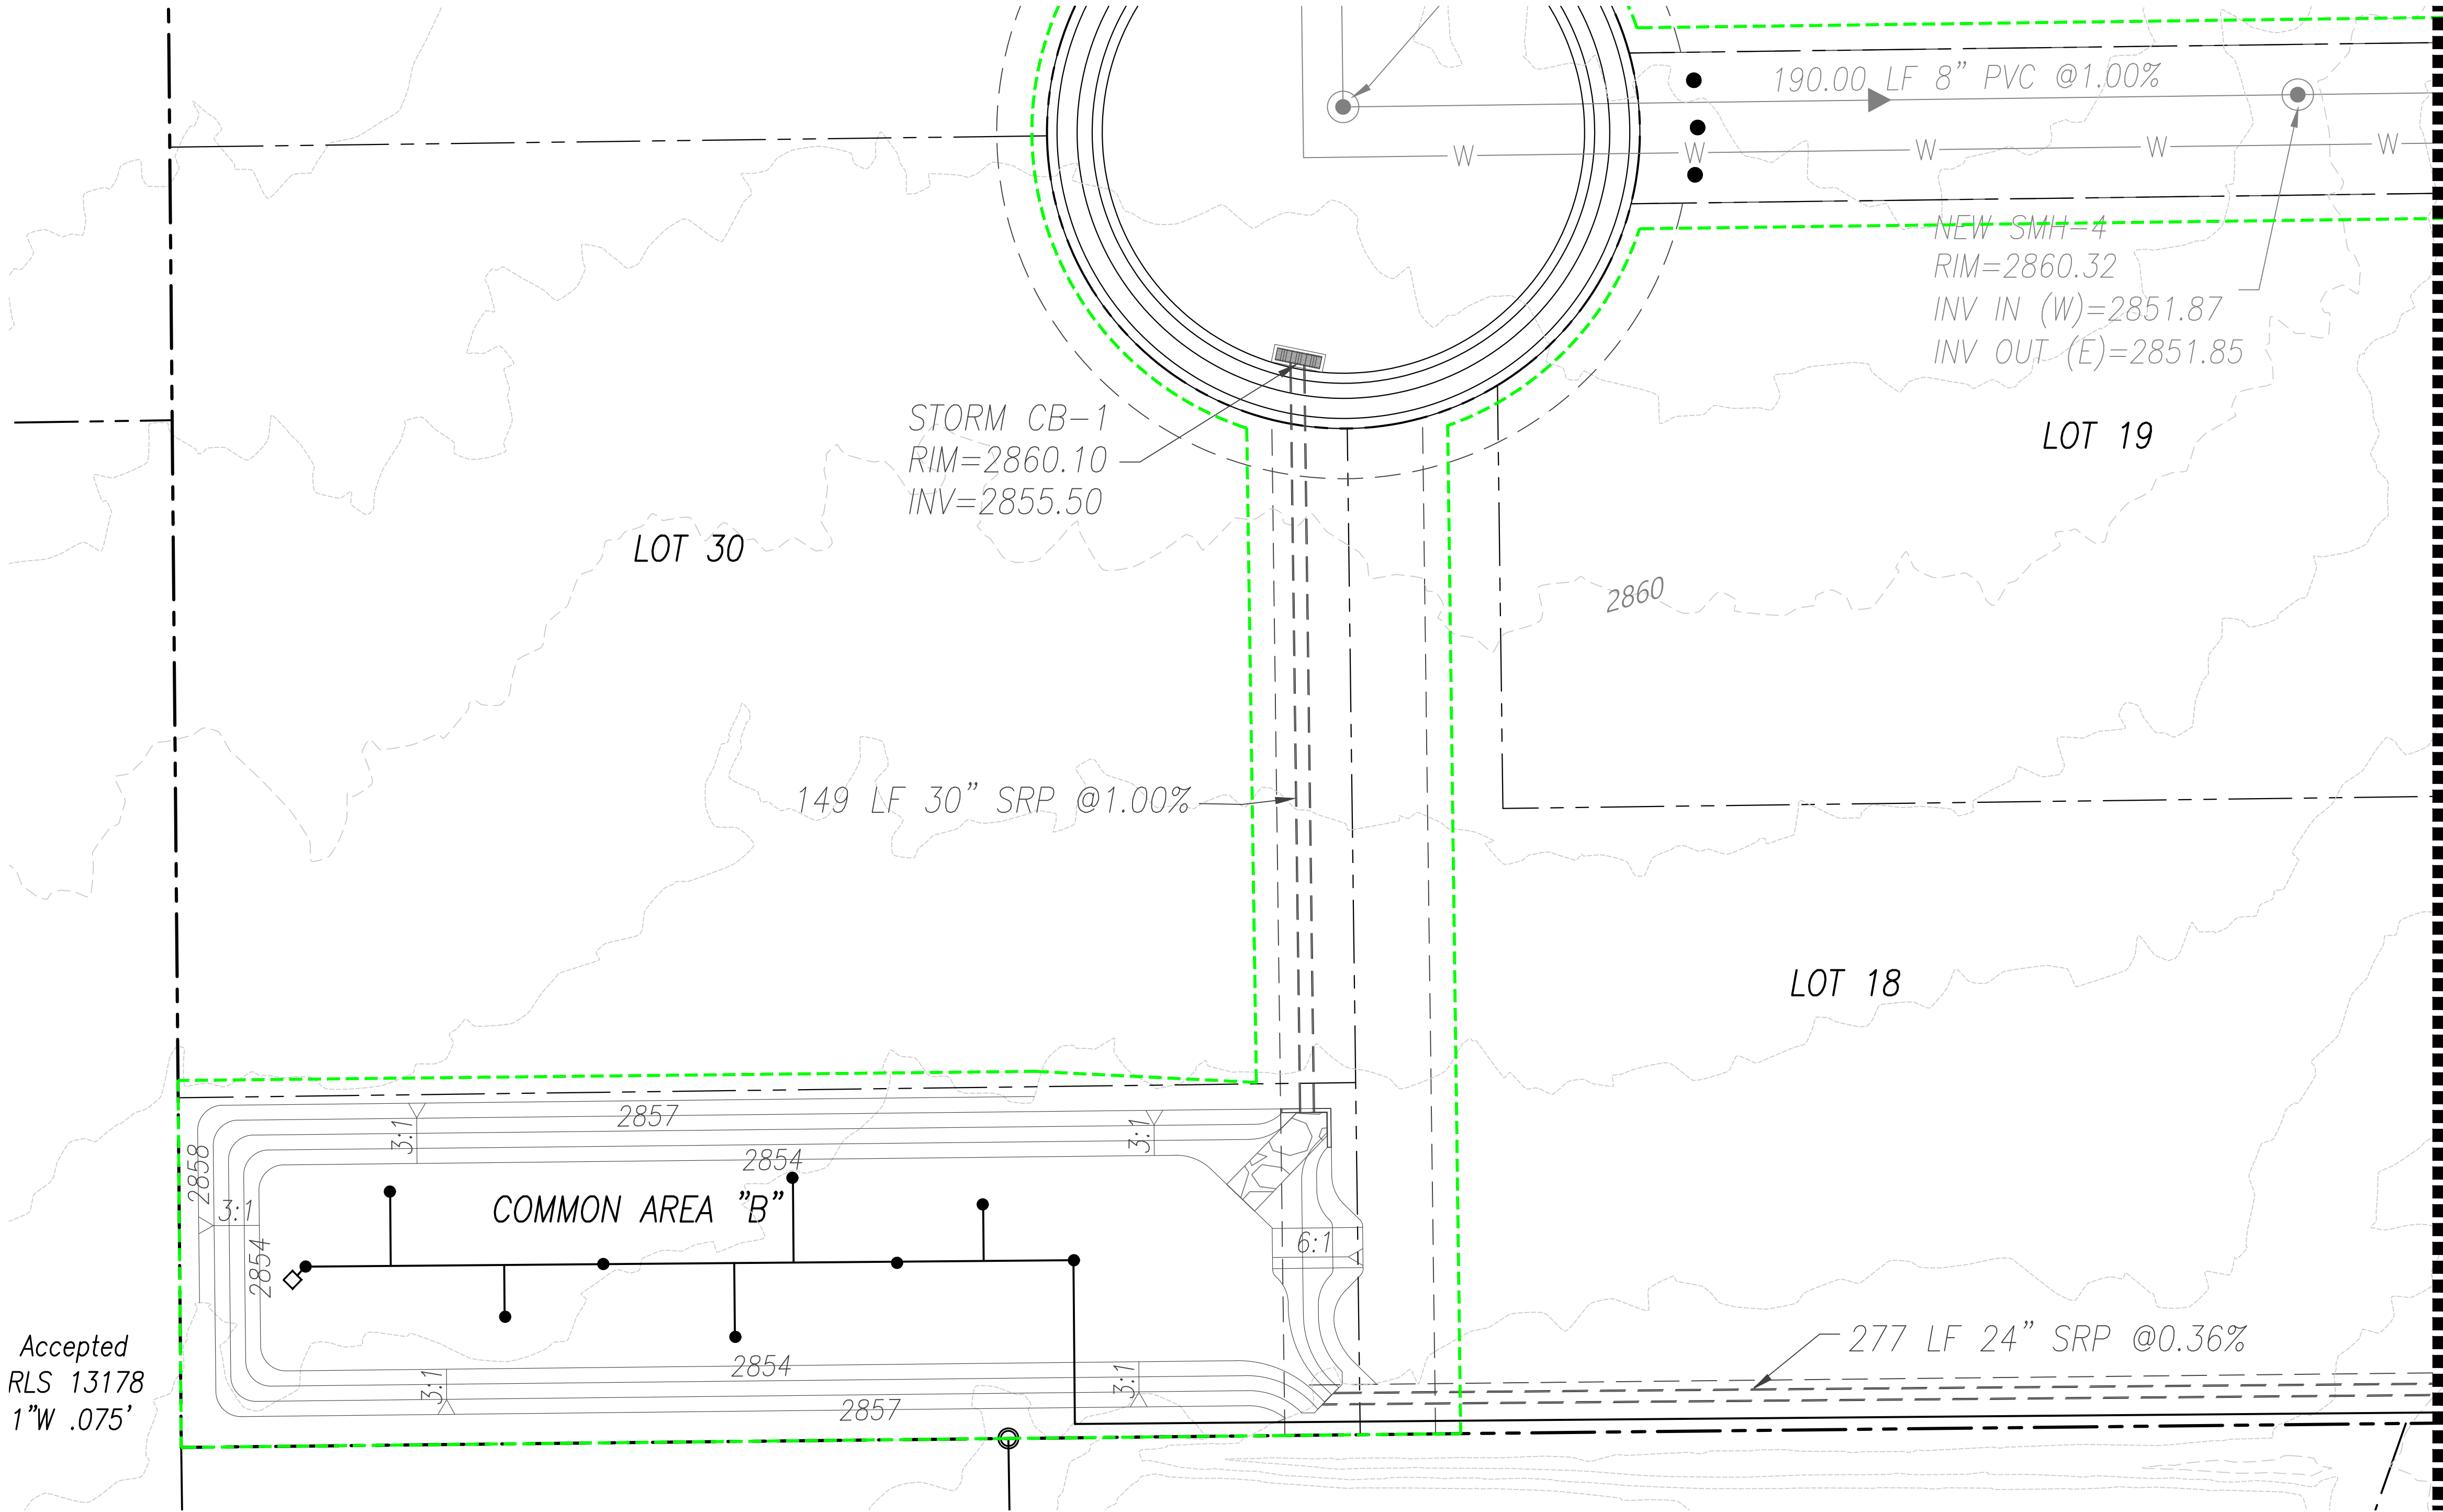 190.00 LF 8" PVC @1.00%
W
W
W
W
W
NEW SMH-4
RIM=2860.32
INV IN (W)=2851.87
INV OUT (E)=2851.85
STORM CB-1
RIM=2860.10
INV=2855.50
LOT 19
LOT 30
2860
149 LF 30" SRP @1.00%
LOT 18
2857
3:1
3:1
2858
2854
COMMON AREA "B"
3:1
2854
6:1
277 LF 24" SRP @0.36%
Accepted
RLS 13178
1"W .075'
2854
3:1
3:1
2857